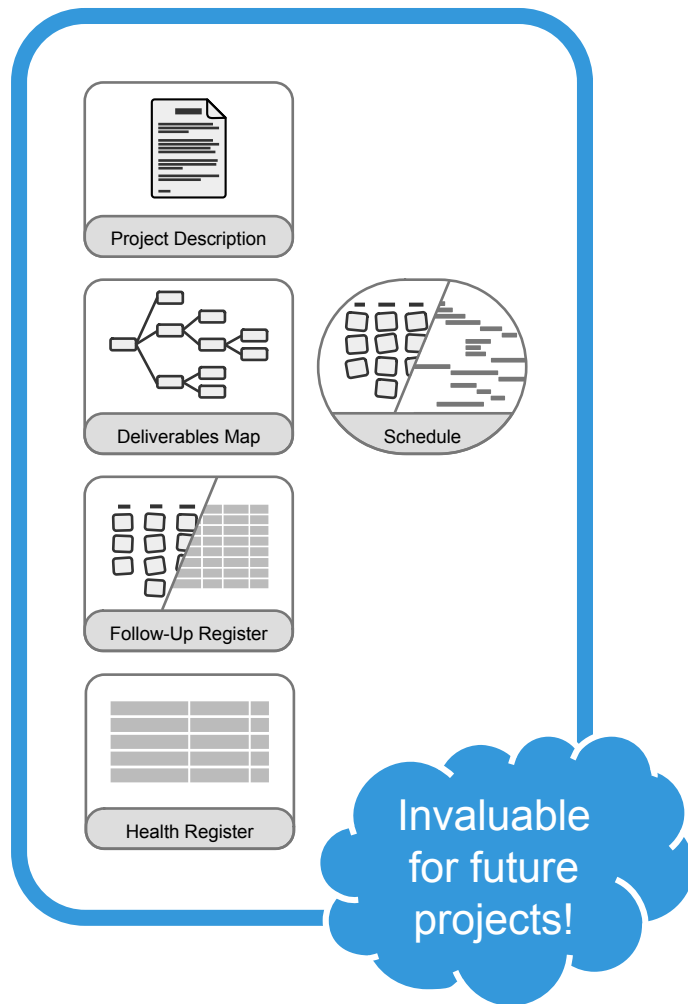 Project Description
Deliverables Map
Schedule
Follow-Up Register
Health Register
Invaluable
for future
projects!